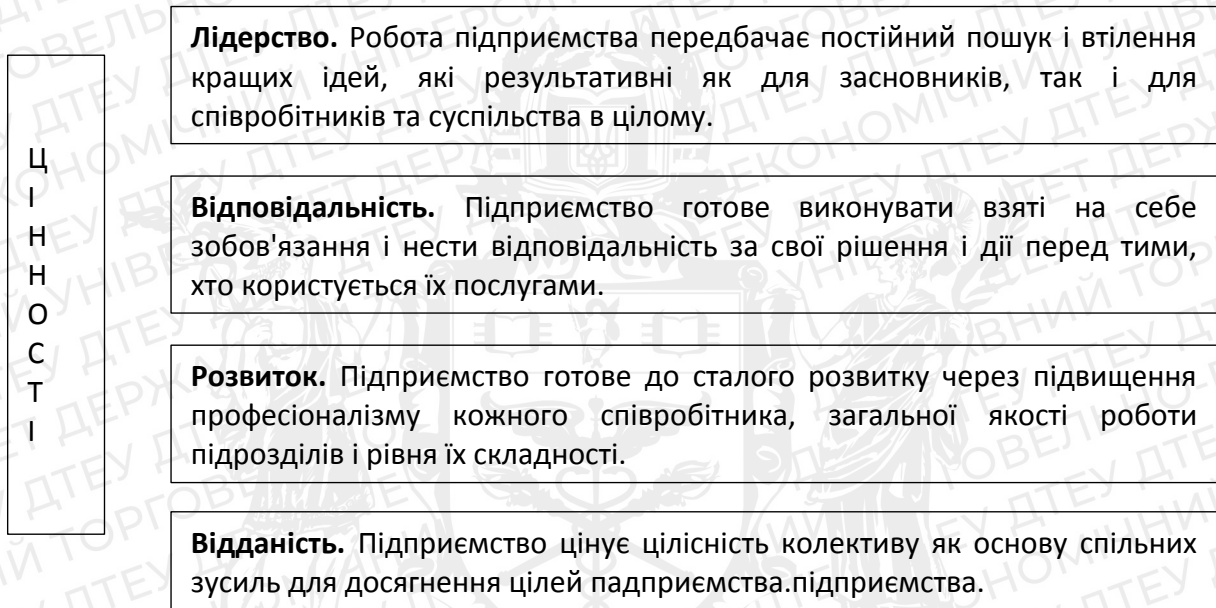 ЦІННОСТІ
Лідерство. Робота підприємства передбачає постійний пошук і втілення
кращих ідей, які результативні як для засновників, так і для
співробітників та суспільства в цілому.
Відповідальність. Підприємство готове виконувати взяті на себе
зобов'язання і нести відповідальність за свої рішення і дії перед тими,
хто користується їх послугами.
Розвиток. Підприємство готове до сталого розвитку через підвищення
професіоналізму кожного співробітника, загальної якості роботи
підрозділів і рівня їх складності.
Відданість. Підприємство цінує цілісність колективу як основу спільних
зусиль для досягнення цілей падприємства.підприємства.